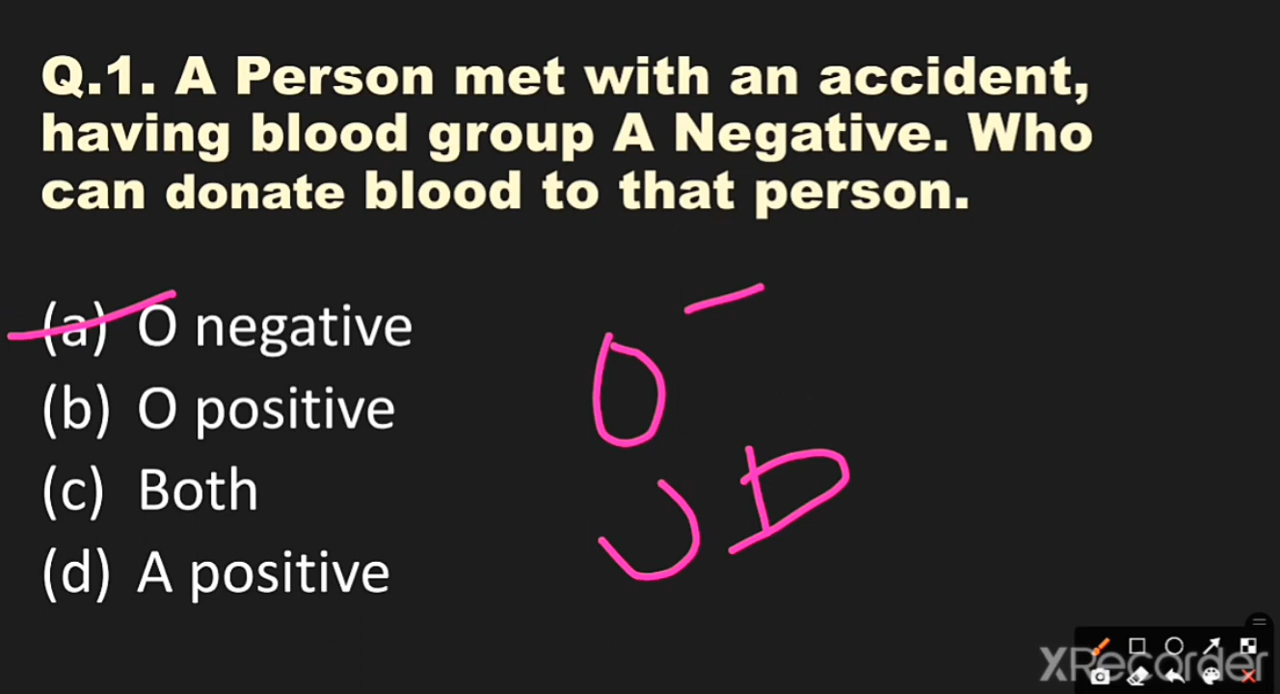 Q.1. A Person met with an accident,
having blood group A Negative. Who
can donate blood to that person.
(a) O negative
(b) O positive
(c) Both
(d) A positive
O -
U D
XRecorder